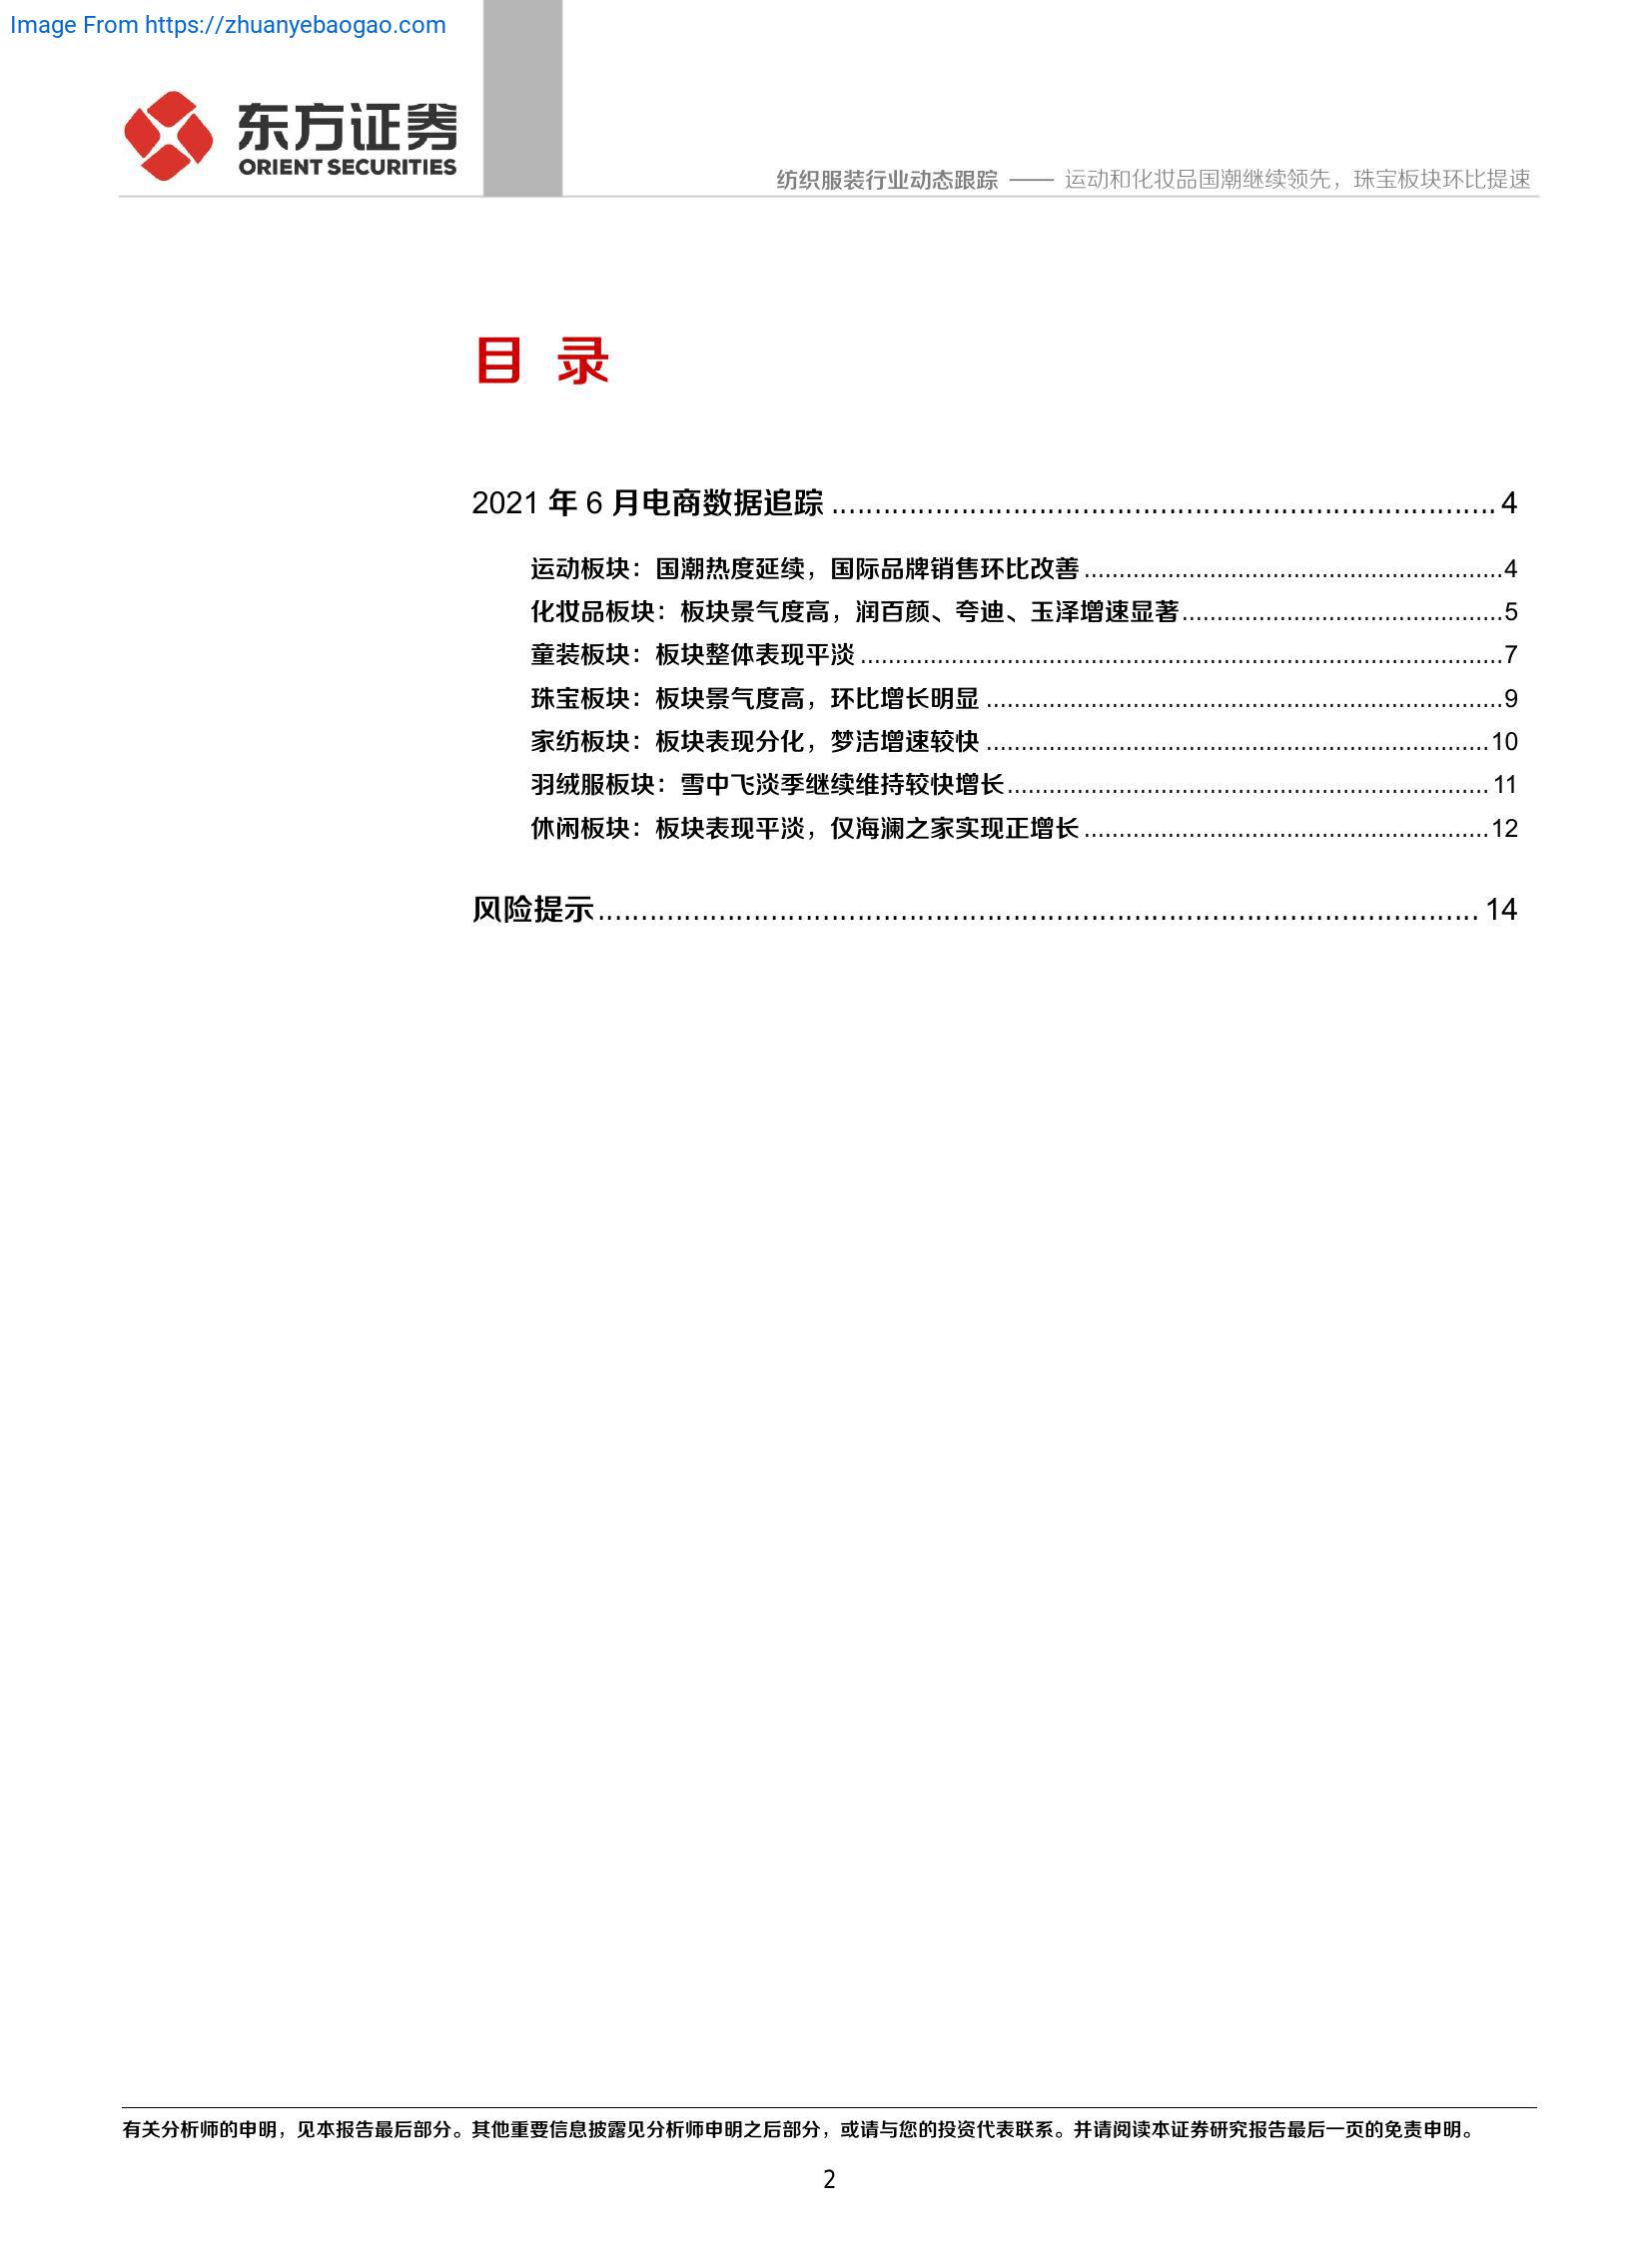 Image From https://zhuanyebaogao.com
东方证券
ORIENT SECURITIES
纺织服装行业动态跟踪 —— 运动和化妆品国潮继续领先，珠宝板块环比提速
目 录
2021 年 6 月电商数据追踪 ............................................................................ 4
运动板块：国潮热度延续，国际品牌销售环比改善 ............................................................ 4
化妆品板块：板块景气度高，润百颜、夸迪、玉泽增速显著 .............................................. 5
童装板块：板块整体表现平淡 ............................................................................................ 7
珠宝板块：板块景气度高，环比增长明显 .......................................................................... 9
家纺板块：板块表现分化，梦洁增速较快 ........................................................................ 10
羽绒服板块：雪中飞淡季继续维持较快增长 ..................................................................... 11
休闲板块：板块表现平淡，仅海澜之家实现正增长 .......................................................... 12
风险提示 ..................................................................................................... 14
有关分析师的申明，见本报告最后部分。其他重要信息披露见分析师申明之后部分，或请与您的投资代表联系。并请阅读本证券研究报告最后一页的免责申明。
2